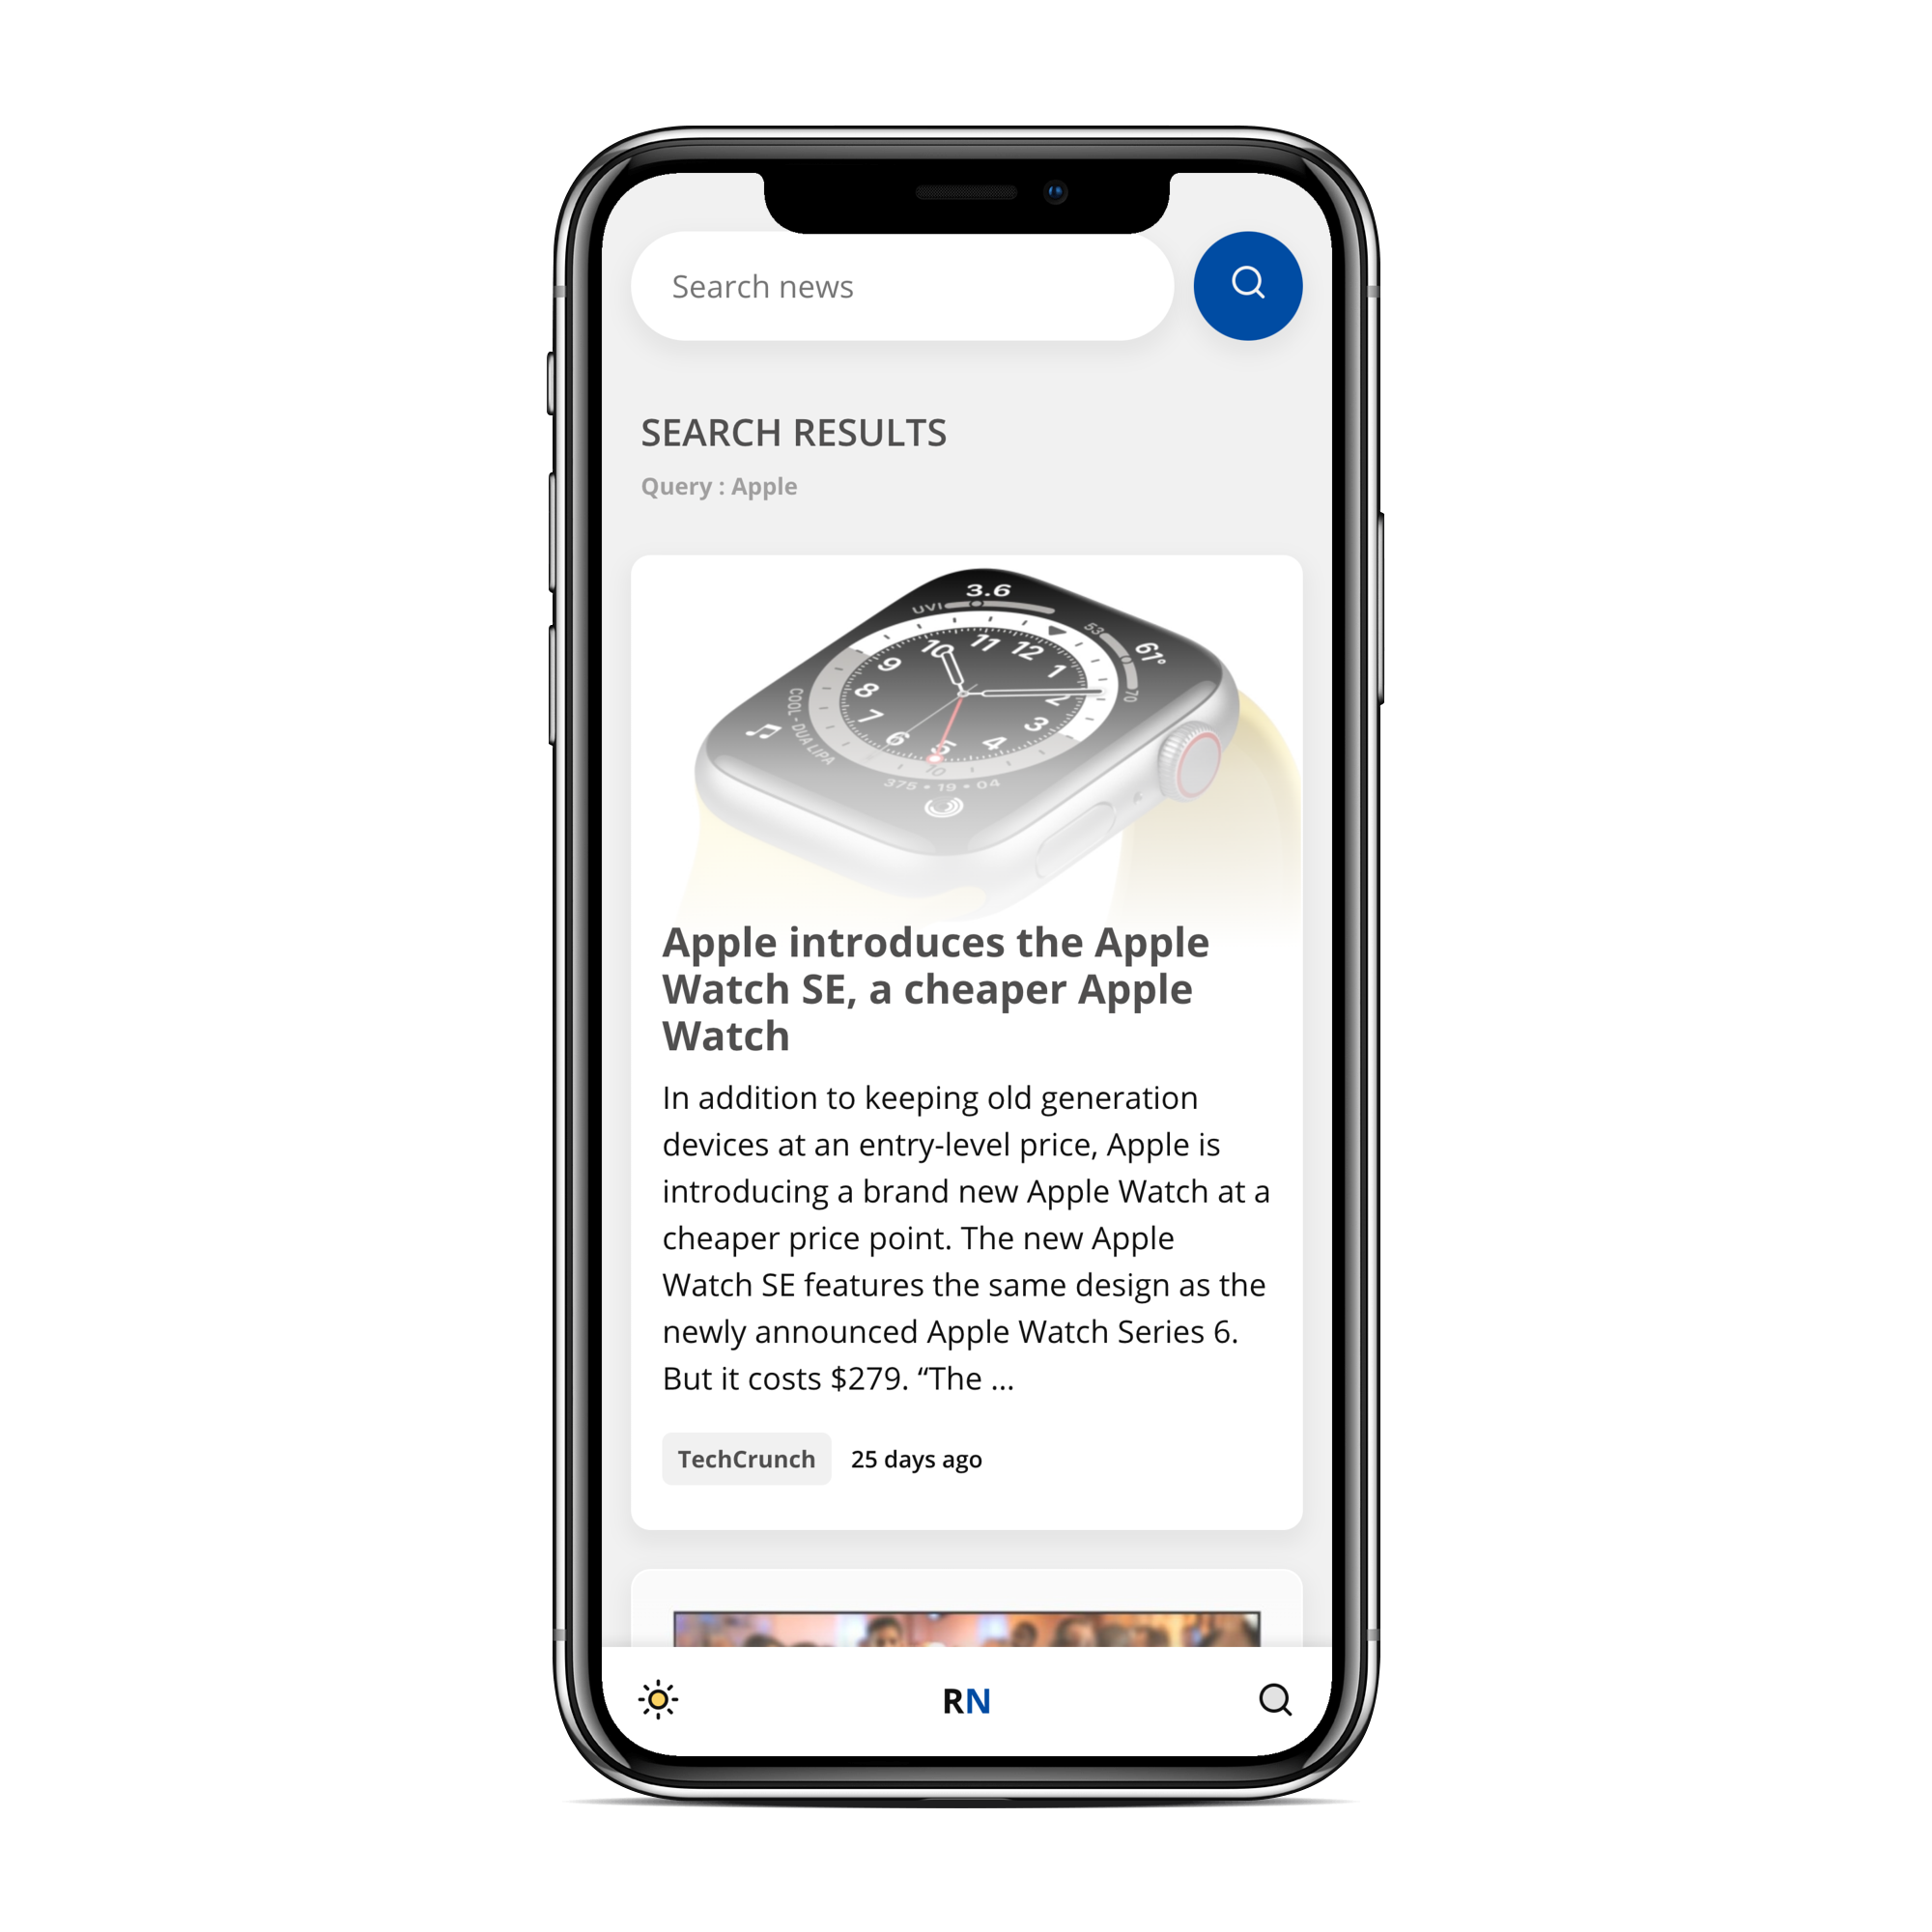 Search news
SEARCH RESULTS
Query : Apple
3.6
UVI
53
61°
70
10 11 12
9 1
8 2
7 3
6 5 4
COOL - DUA LIPA
10
375 • 19 • 04
Apple introduces the Apple
Watch SE, a cheaper Apple
Watch
In addition to keeping old generation
devices at an entry-level price, Apple is
introducing a brand new Apple Watch at a
cheaper price point. The new Apple
Watch SE features the same design as the
newly announced Apple Watch Series 6.
But it costs $279. “The ...
TechCrunch 25 days ago
RN